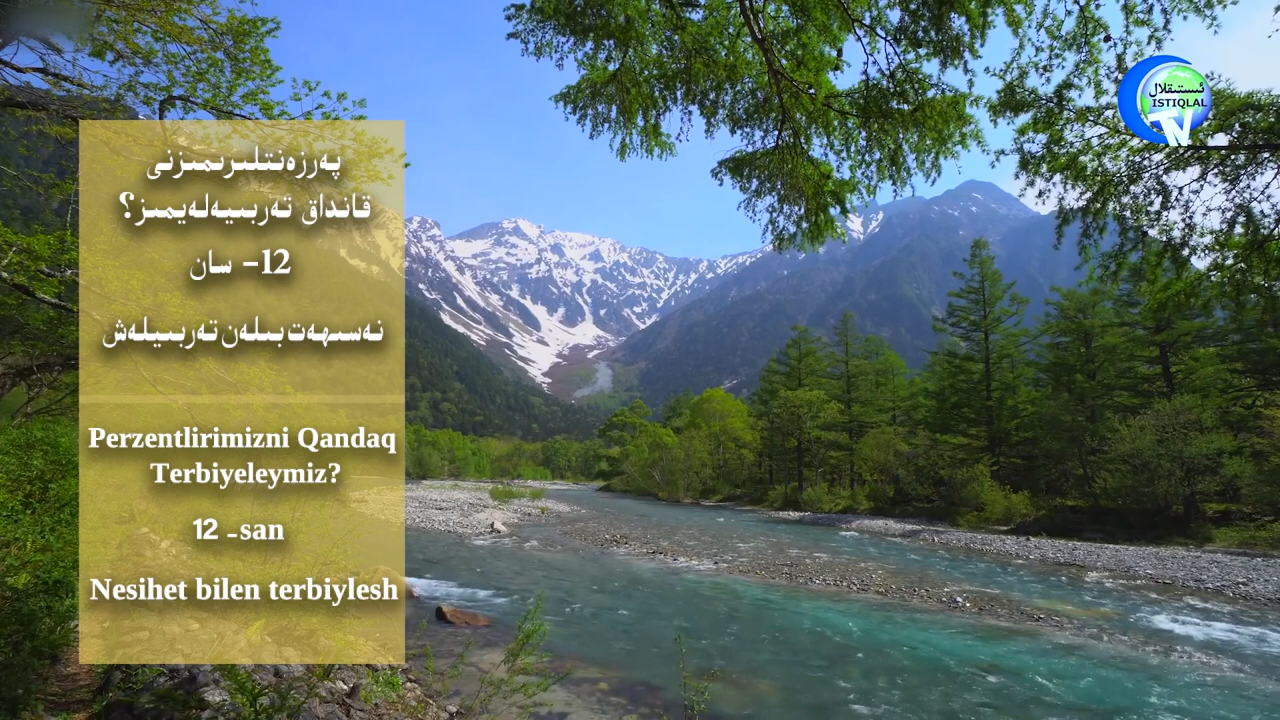 پەرزەنتلىرىمىزنى
قانداق تەربىيەلەيمىز؟
12- سان
نەسىھەت بىلەن تەربىيلەش
Perzentlirimizni Qandaq
Terbiyeleymiz?
12 -san
Nesihet bilen terbiylesh
ئىستىقلال
ISTIQLAL
TV